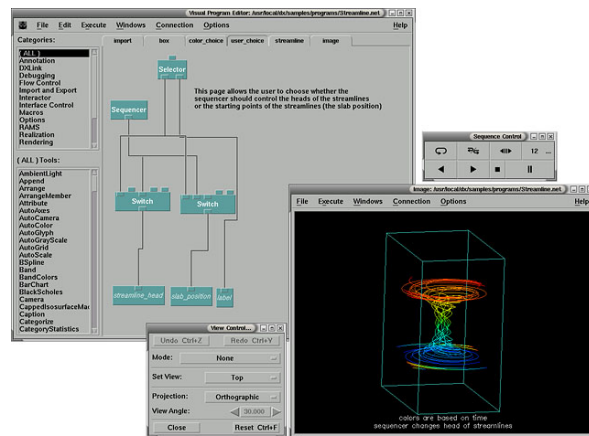 Visual Program Editor: /usr/local/dx/samples/programs/Streamline.net
File Edit Execute Windows Connection Options Help
Categories:
(ALL)
Annotation
DXLink
Debugging
Flow Control
Import and Export
Interactor
Interface Control
Macros
Options
RAMS
Realization
Rendering
(ALL) Tools:
AmbientLight
Append
Arrange
ArrangeMember
Attribute
AutoAxes
AutoCamera
AutoColor
AutoGlyph
AutoGrayScale
AutoGrid
AutoScale
BSpline
Band
BandColors
BarChart
BlackScholes
Camera
CappedIsosurfaceMac
Caption
Categorize
CategoryStatistics
import box color_choice user_choice streamline image
Selector
This page allows the user to choose whether the
sequencer should control the heads of the streamlines
or the starting points of the streamlines (the slab position)
Sequencer
Switch Switch
streamline_head slab_position label
Sequence Control
12 ...
Image: /usr/local/dx/samples/programs/Streamline.net
File Execute Windows Connection Options Help
colors are based on time
sequencer changes head of streamlines
View Control...
Undo Ctrl+Z Redo Ctrl+Y
Mode: None
Set View: Top
Projection: Orthographic
View Angle: 30.000
Close Reset Ctrl+F